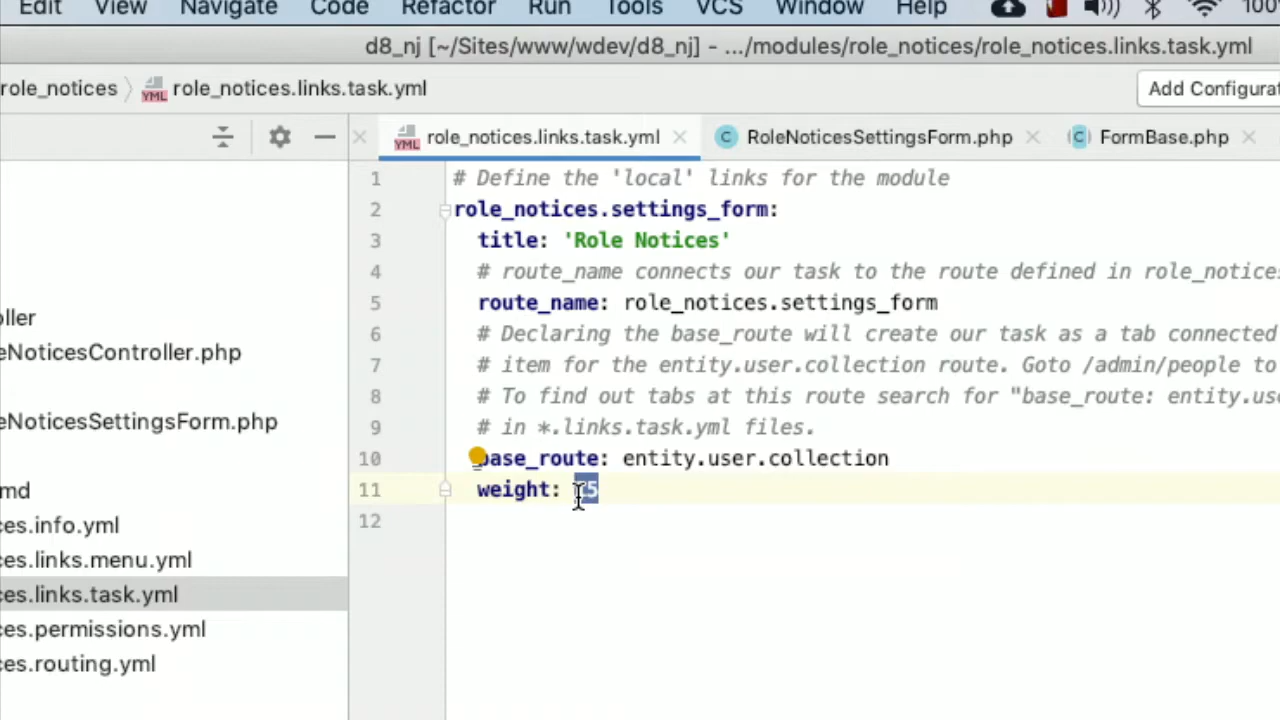 Edit View Navigate Code Refactor Run Tools VCS Window Help 100
d8_nj [~/Sites/www/wdev/d8_nj] - .../modules/role_notices/role_notices.links.task.yml
role_notices role_notices.links.task.yml Add Configurat
role_notices.links.task.yml RoleNoticesSettingsForm.php FormBase.php
1 # Define the 'local' links for the module
2 role_notices.settings_form:
3 title: 'Role Notices'
4 # route_name connects our task to the route defined in role_notices
5 route_name: role_notices.settings_form
6 # Declaring the base_route will create our task as a tab connected
7 # item for the entity.user.collection route. Goto /admin/people to
8 # To find out tabs at this route search for "base_route: entity.use
9 # in *.links.task.yml files.
10 base_route: entity.user.collection
11 weight:
12
oller
eNoticesController.php
eNoticesSettingsForm.php
md
ces.info.yml
ces.links.menu.yml
ces.links.task.yml
ces.permissions.yml
ces.routing.yml